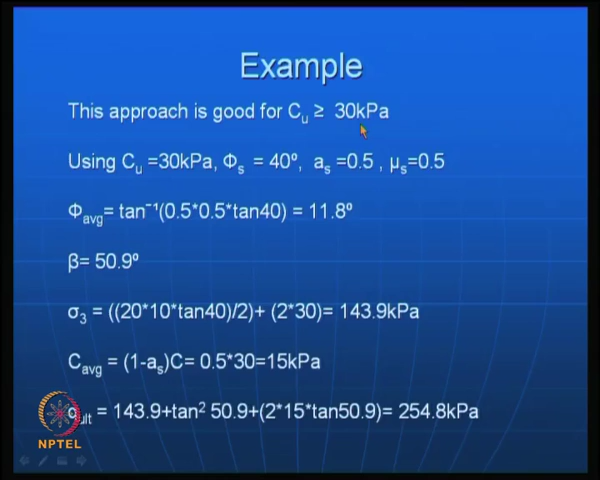 Example
This approach is good for Cᵤ ≥ 30kPa
Using Cᵤ =30kPa, Φₛ = 40º, aₛ =0.5 , μₛ=0.5
Φavg= tan⁻¹(0.5*0.5*tan40) = 11.8º
β= 50.9º
σ₃ = ((20*10*tan40)/2)+ (2*30)= 143.9kPa
Cavg = (1-aₛ)C= 0.5*30=15kPa
qult = 143.9+tan² 50.9+(2*15*tan50.9)= 254.8kPa
NPTEL